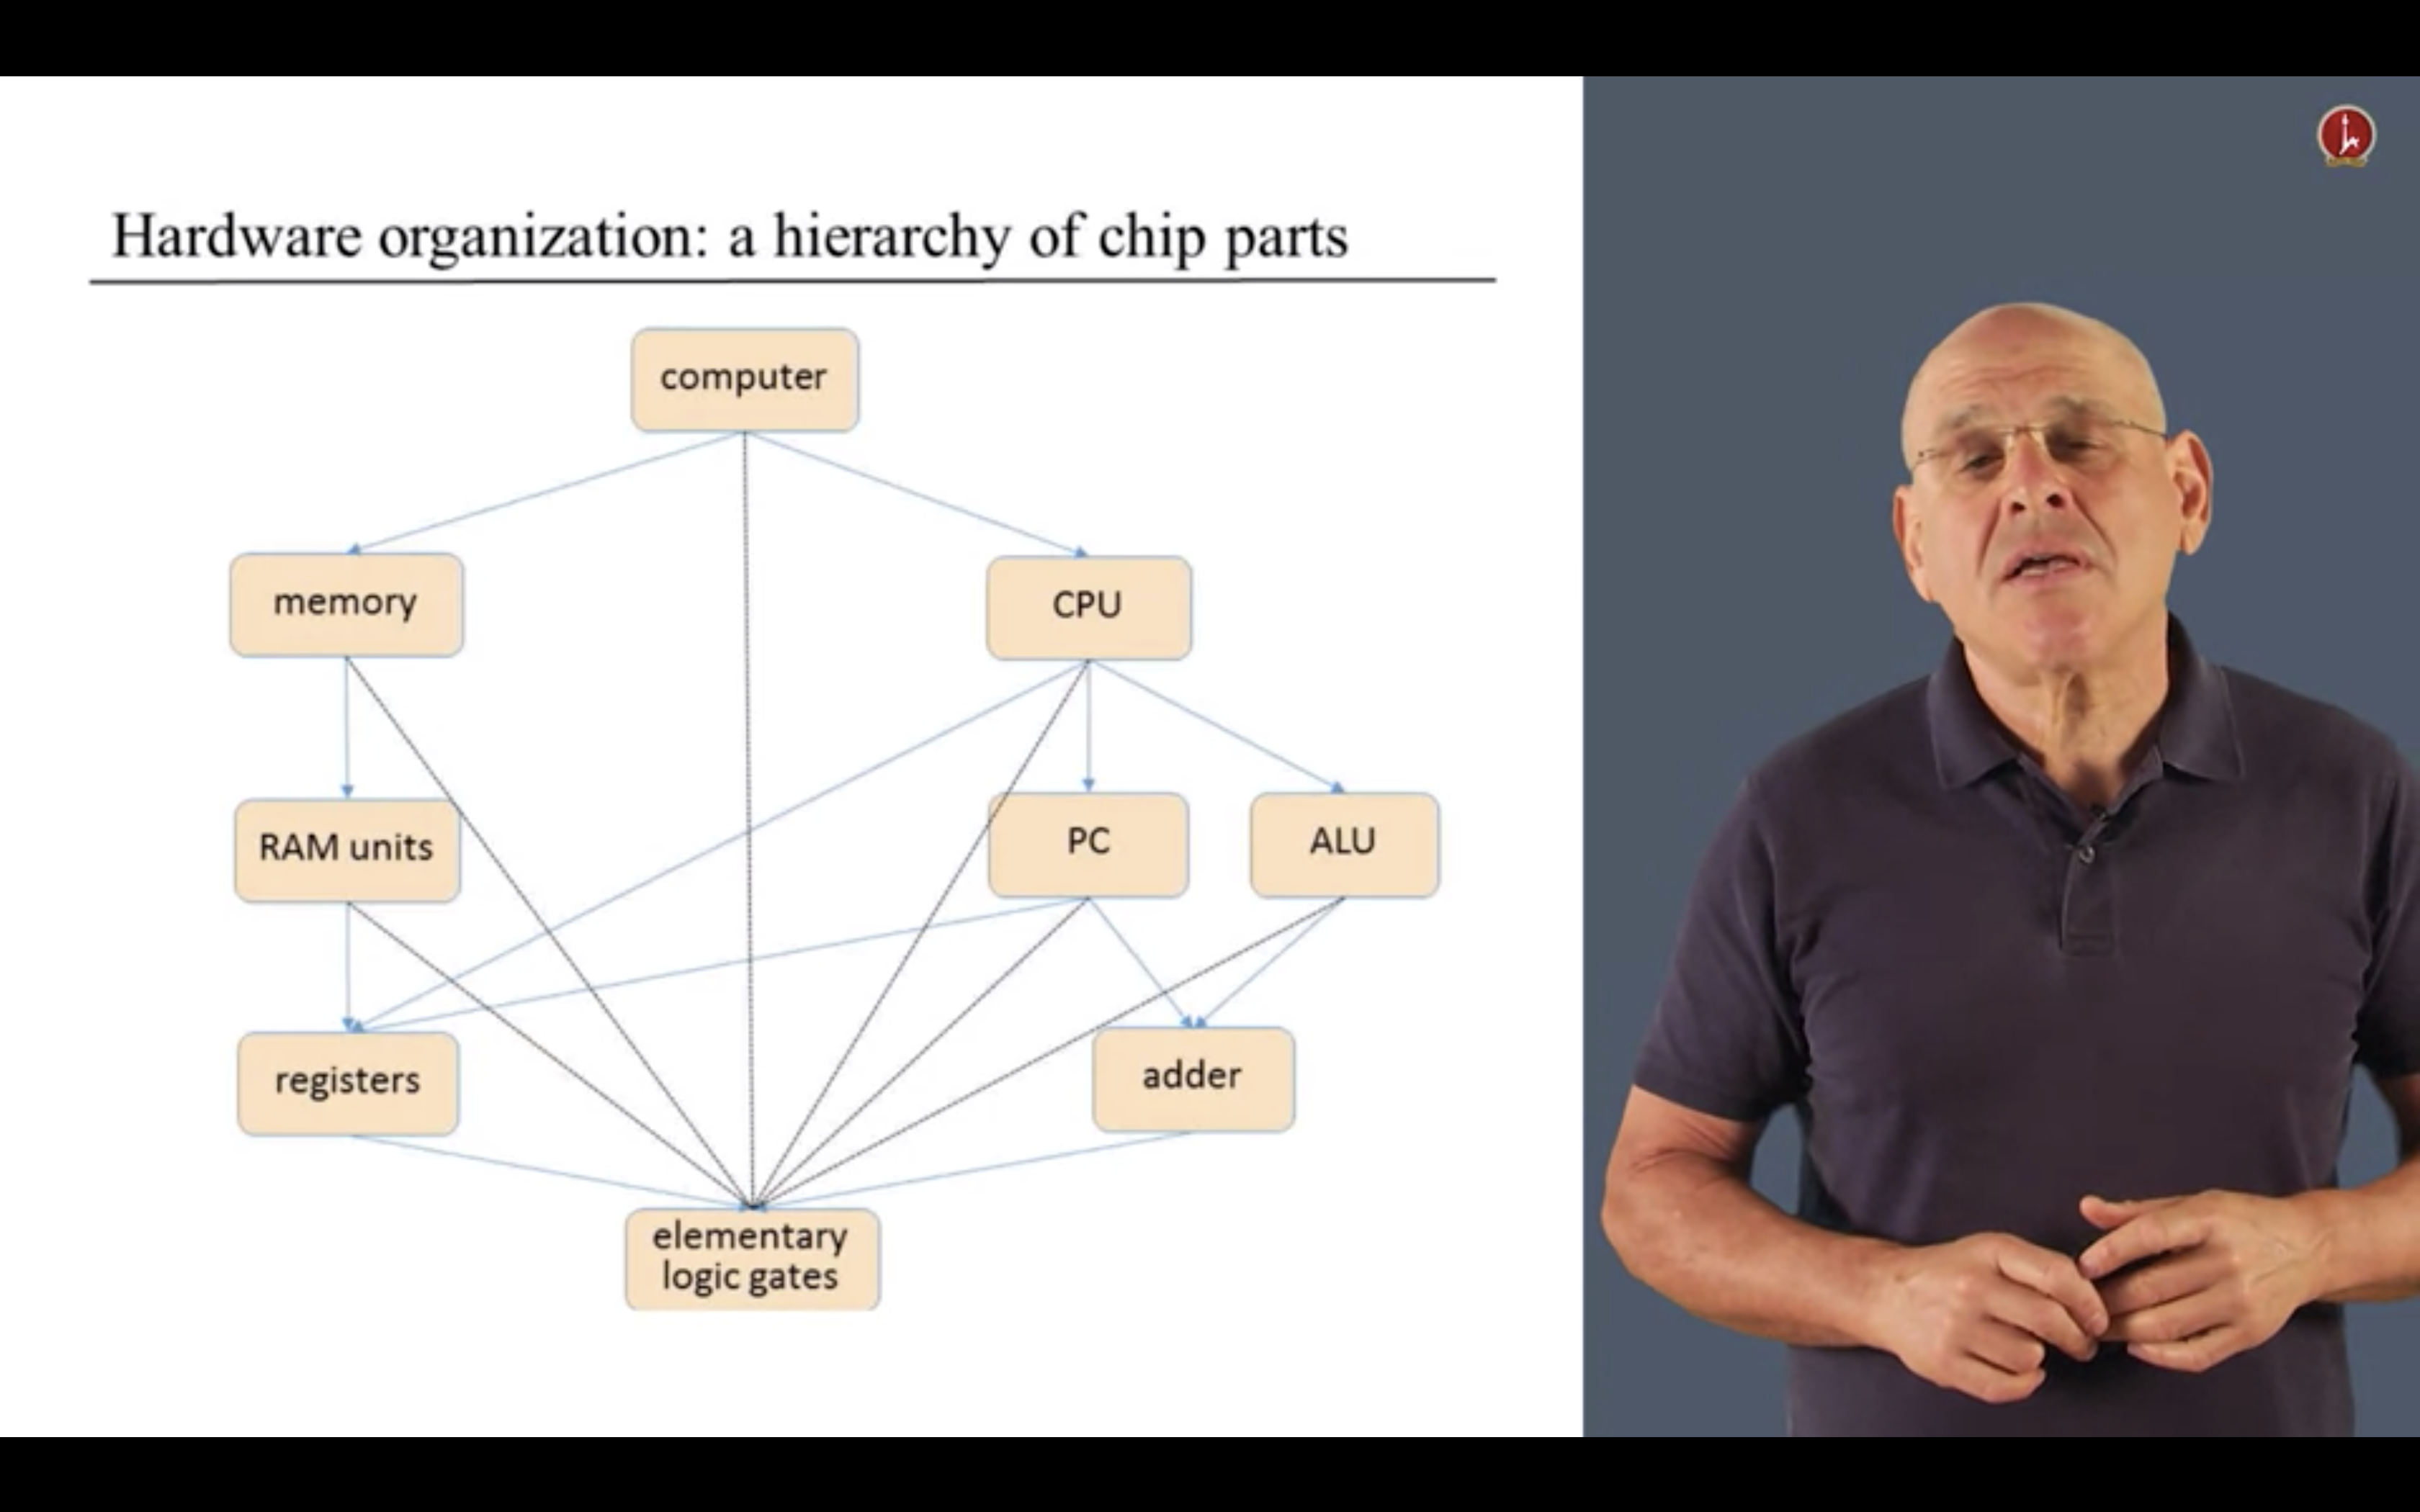 Hardware organization: a hierarchy of chip parts
computer
memory
CPU
RAM units
PC
ALU
registers
adder
elementary
logic gates